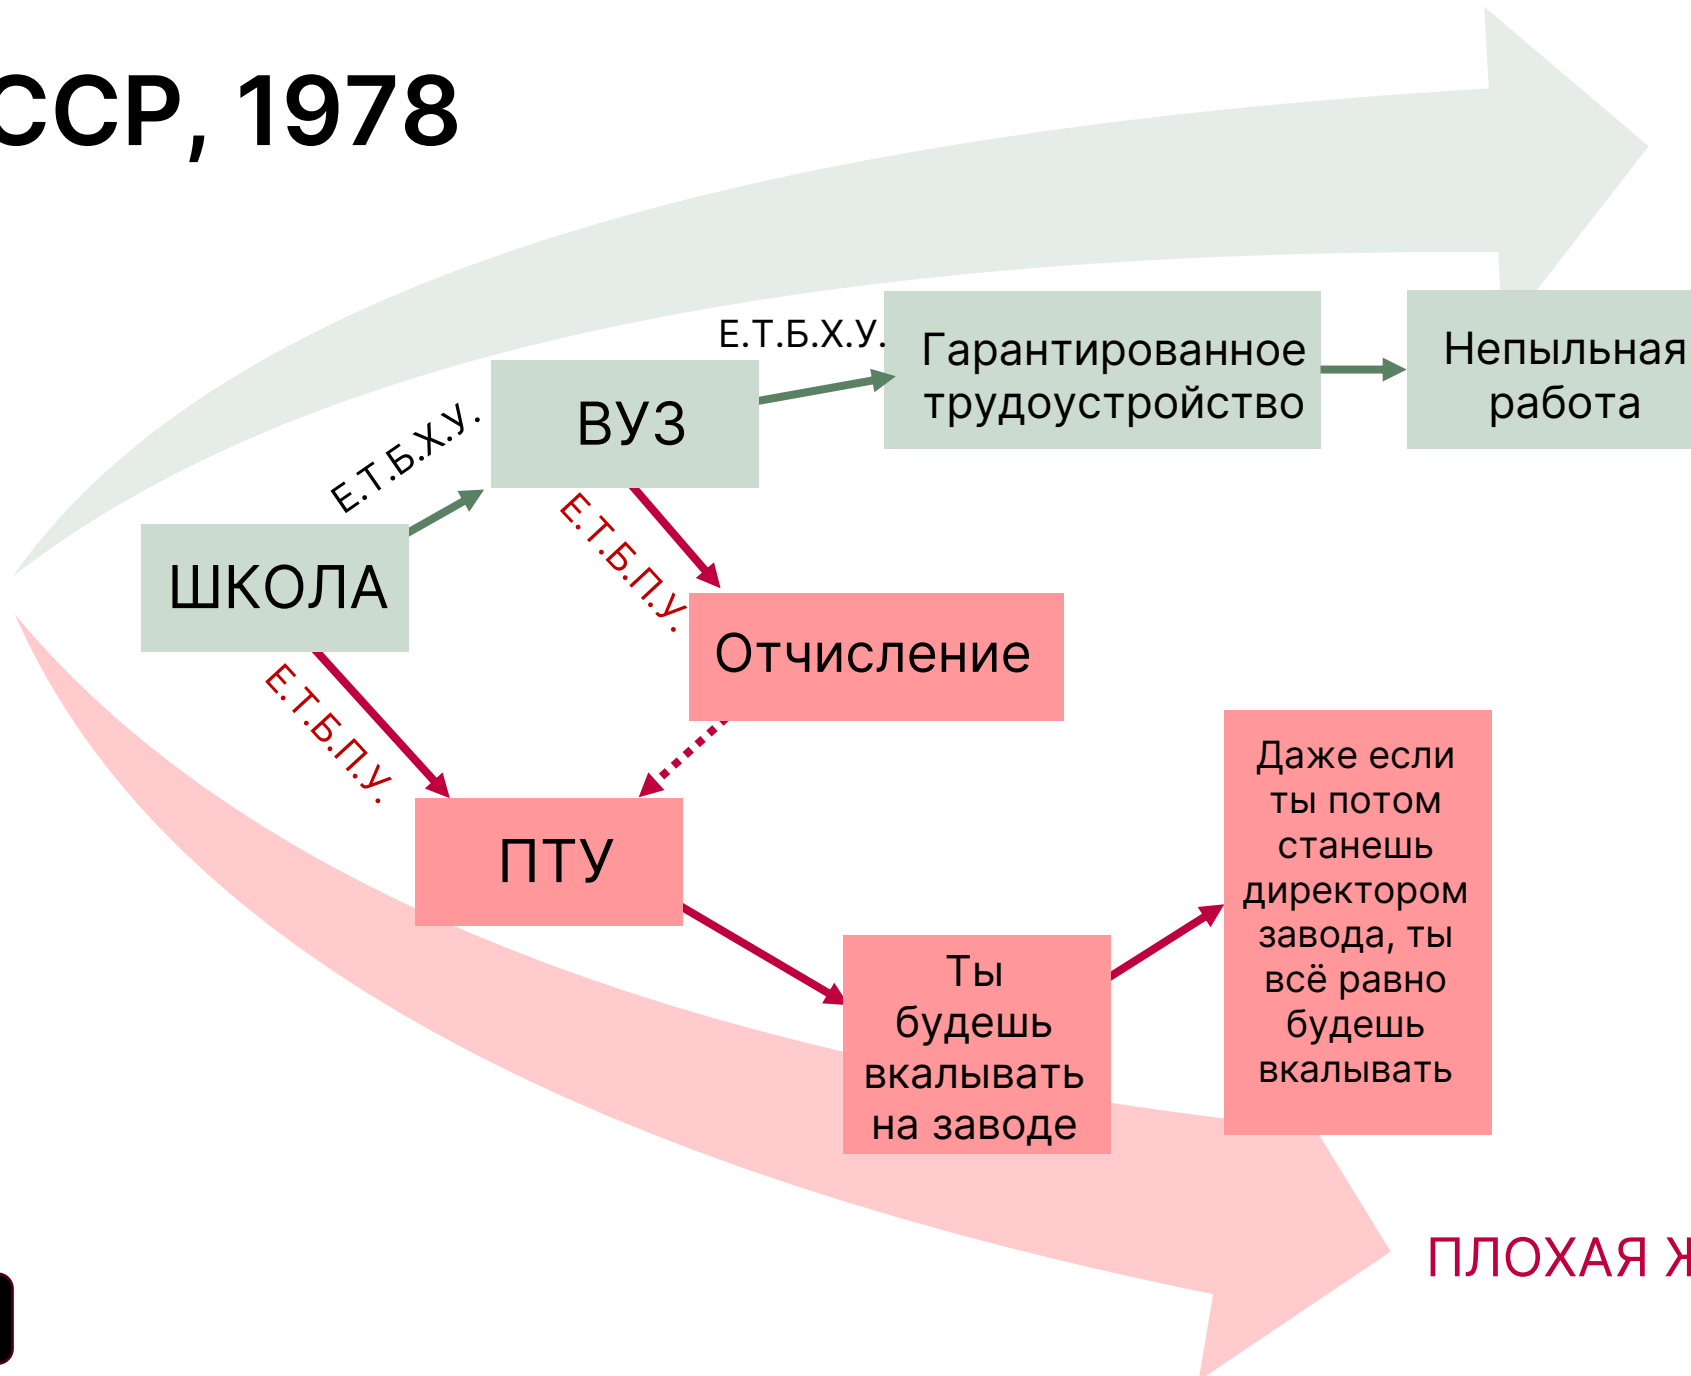 ССР, 1978
Е.Т.Б.Х.У.
Гарантированное
трудоустройство
Непыльная
работа
ВУЗ
Е.Т.Б.Х.У.
Е.Т.Б.П.У.
ШКОЛА
Отчисление
Е.Т.Б.П.У.
ПТУ
Ты
будешь
вкалывать
на заводе
Даже если
ты потом
станешь
директором
завода, ты
всё равно
будешь
вкалывать
ПЛОХАЯ Ж